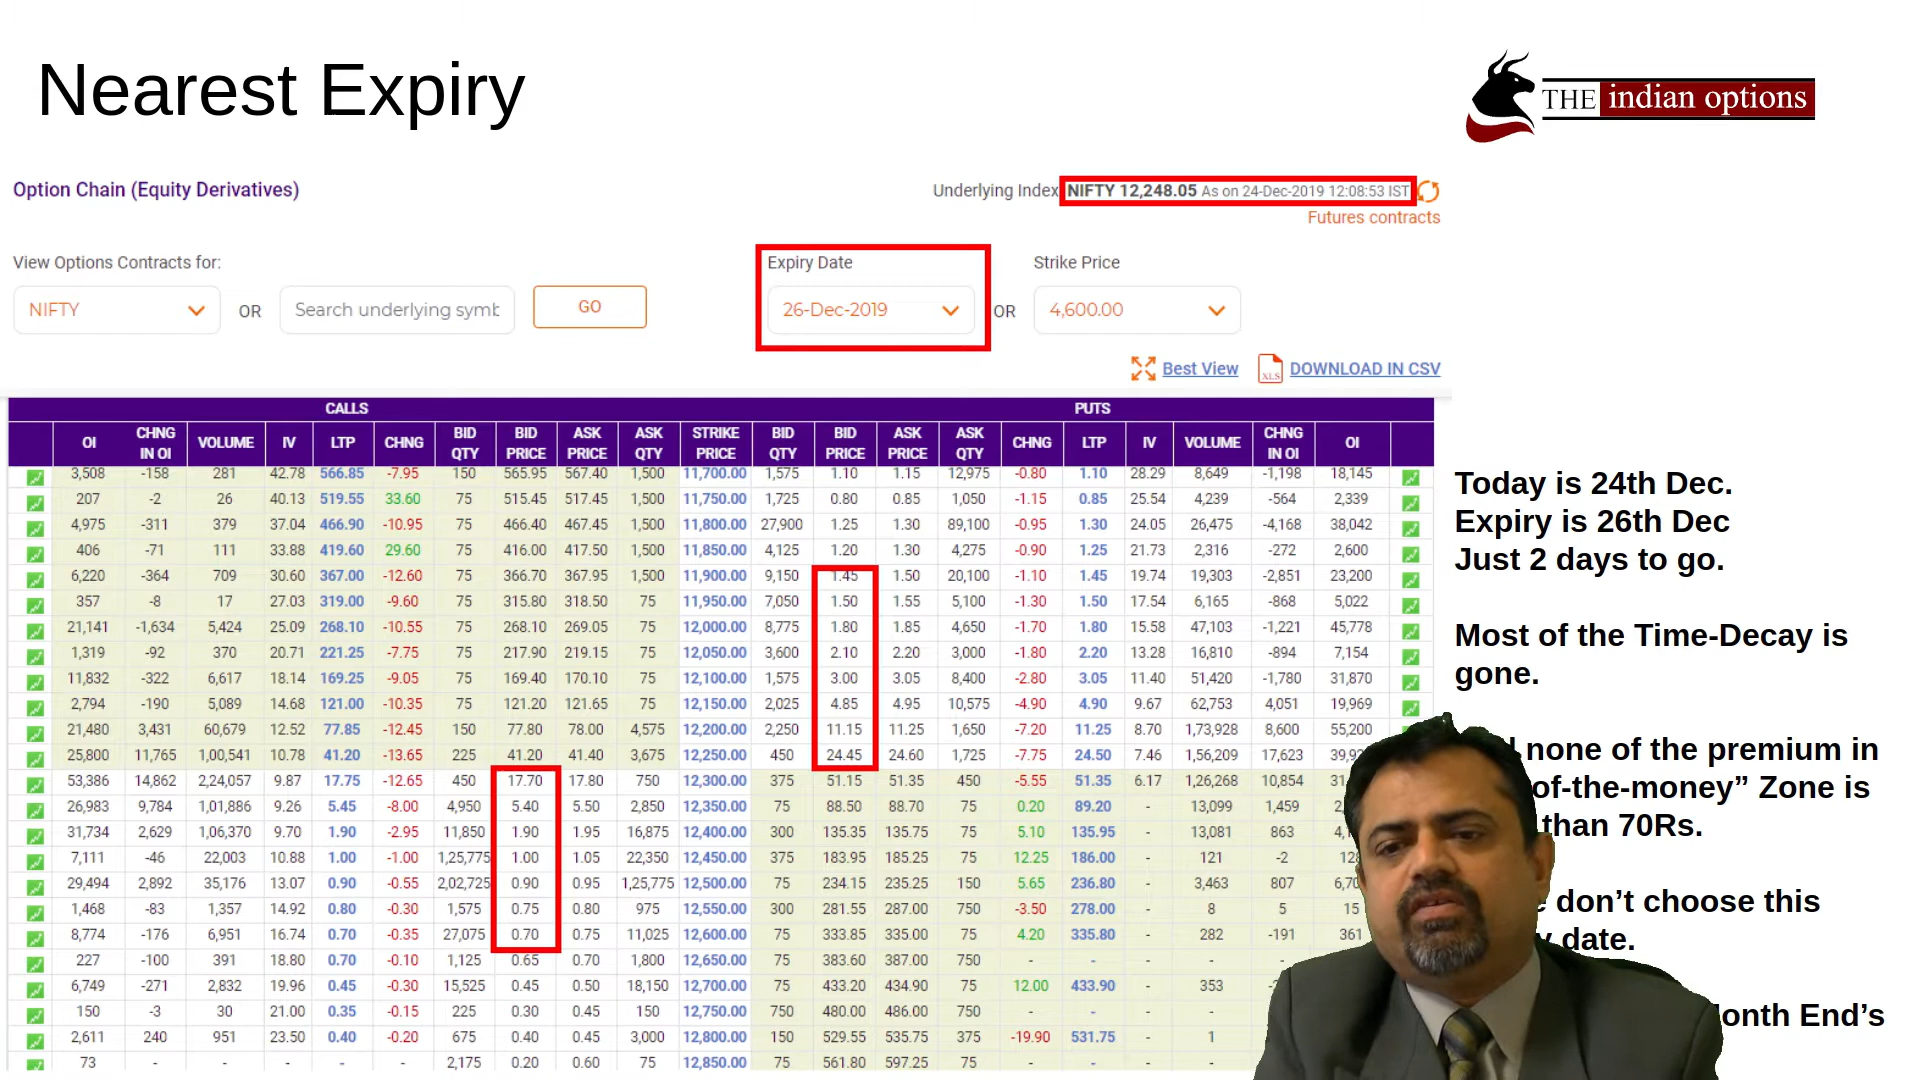 Nearest Expiry
THE indian options
Option Chain (Equity Derivatives)
Underlying Index NIFTY 12,248.05 As on 24-Dec-2019 12:08:53 IST
Futures contracts
View Options Contracts for:
Expiry Date
Strike Price
NIFTY OR Search underlying symb GO 26-Dec-2019 OR 4,600.00
Best View XLS DOWNLOAD IN CSV
CALLS PUTS
OI CHNG IN OI VOLUME IV LTP CHNG BID QTY BID PRICE ASK PRICE ASK QTY STRIKE PRICE BID QTY BID PRICE ASK PRICE ASK QTY CHNG LTP IV VOLUME CHNG IN OI OI
3,508 -158 281 42.78 566.85 -7.95 150 565.95 567.40 1,500 11,700.00 1,575 1.10 1.15 12,975 -0.80 1.10 28.29 8,649 -1,198 18,145
207 -2 26 40.13 519.55 33.60 75 515.45 517.45 1,500 11,750.00 1,725 0.80 0.85 1,050 -1.15 0.85 25.54 4,239 -564 2,339
4,975 -311 379 37.04 466.90 -10.95 75 466.40 467.45 1,500 11,800.00 27,900 1.25 1.30 89,100 -0.95 1.30 24.05 26,475 -4,168 38,042
406 -71 111 33.88 419.60 29.60 75 416.00 417.50 1,500 11,850.00 4,125 1.20 1.30 4,275 -0.90 1.25 21.73 2,316 -272 2,600
6,220 -364 709 30.60 367.00 -12.60 75 366.70 367.95 1,500 11,900.00 9,150 1.45 1.50 20,100 -1.10 1.45 19.74 19,303 -2,851 23,200
357 -8 17 27.03 319.00 -9.60 75 315.80 318.50 75 11,950.00 7,050 1.50 1.55 5,100 -1.30 1.50 17.54 6,165 -868 5,022
21,141 -1,634 5,424 25.09 268.10 -10.55 75 268.10 269.05 75 12,000.00 8,775 1.80 1.85 4,650 -1.70 1.80 15.58 47,103 -1,221 45,778
1,319 -92 370 20.71 221.25 -7.75 75 217.90 219.15 75 12,050.00 3,600 2.10 2.20 3,000 -1.80 2.20 13.28 16,810 -894 7,154
11,832 -322 6,617 18.14 169.25 -9.05 75 169.40 170.10 75 12,100.00 1,575 3.00 3.05 8,400 -2.80 3.05 11.40 51,420 -1,780 31,870
2,794 -190 5,089 14.68 121.00 -10.35 75 121.20 121.65 75 12,150.00 2,025 4.85 4.95 10,575 -4.90 4.90 9.67 62,753 4,051 19,969
21,480 3,431 60,679 12.52 77.85 -12.45 150 77.80 78.00 4,575 12,200.00 2,250 11.15 11.25 1,650 -7.20 11.25 8.70 1,73,928 8,600 55,200
25,800 11,765 1,00,541 10.78 41.20 -13.65 225 41.20 41.40 3,675 12,250.00 450 24.45 24.60 1,725 -7.75 24.50 7.46 1,56,209 17,623
53,386 14,862 2,24,057 9.87 17.75 -12.65 450 17.70 17.80 750 12,300.00 375 51.15 51.35 450 -5.55 51.35 6.17 1,26,268 10,854
26,983 9,784 1,01,886 9.26 5.45 -8.00 4,950 5.40 5.50 2,850 12,350.00 75 88.50 88.70 75 0.20 89.20 - 13,099 1,459
31,734 2,629 1,06,370 9.70 1.90 -2.95 11,850 1.90 1.95 16,875 12,400.00 300 135.35 135.75 75 5.10 135.95 - 13,081 863
7,111 -46 22,003 10.88 1.00 -1.00 1,25,775 1.00 1.05 22,350 12,450.00 375 183.95 185.25 75 12.25 186.00 - 121 -2
29,494 2,892 35,176 13.07 0.90 -0.55 2,02,725 0.90 0.95 1,25,775 12,500.00 75 234.15 235.25 150 5.65 236.80 - 3,463 807
1,468 -83 1,357 14.92 0.80 -0.30 1,575 0.75 0.80 975 12,550.00 300 281.55 287.00 750 -3.50 278.00 - 8 5 15
8,774 -176 6,951 16.74 0.70 -0.35 27,075 0.70 0.75 11,025 12,600.00 75 333.85 335.00 75 4.20 335.80 - 282 -191 361
227 -100 391 18.80 0.70 -0.10 1,125 0.65 0.70 1,800 12,650.00 75 383.60 387.00 750 - - - - -
6,749 -271 2,832 19.96 0.45 -0.30 15,525 0.45 0.50 18,150 12,700.00 75 433.20 434.90 75 12.00 433.90 - 353
150 -3 30 21.00 0.35 -0.15 225 0.30 0.45 150 12,750.00 750 480.00 486.00 750 - - - -
2,611 240 951 23.50 0.40 -0.20 675 0.40 0.45 3,000 12,800.00 150 529.55 535.75 375 -19.90 531.75 - 1
73 - - - - - 2,175 0.20 0.60 75 12,850.00 75 561.80 597.25 75 - - - -
Today is 24th Dec.
Expiry is 26th Dec
Just 2 days to go.
Most of the Time-Decay is
gone.
none of the premium in
of-the-money” Zone is
than 70Rs.
don’t choose this
date.
End’s